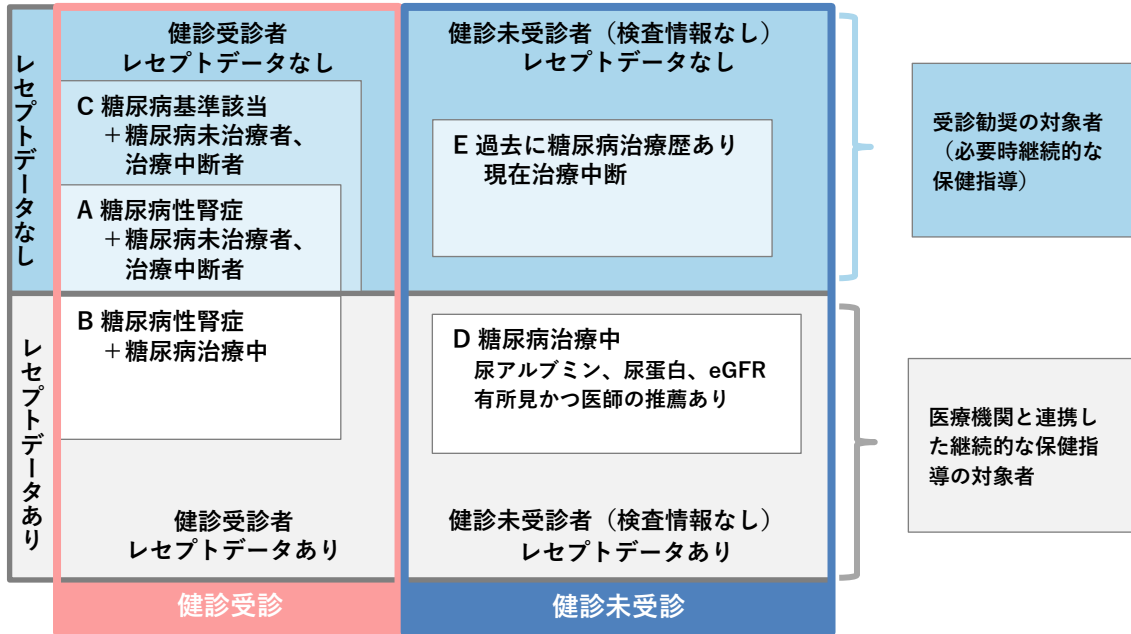 レセプトデータなし
健診受診者
レセプトデータなし
C 糖尿病基準該当
＋糖尿病未治療者、
治療中断者
A 糖尿病性腎症
＋糖尿病未治療者、
治療中断者
健診未受診者（検査情報なし）
レセプトデータなし
E 過去に糖尿病治療歴あり
現在治療中断
受診勧奨の対象者
（必要時継続的な
保健指導）
レセプトデータあり
B 糖尿病性腎症
＋糖尿病治療中
健診受診者
レセプトデータあり
D 糖尿病治療中
尿アルブミン、尿蛋白、eGFR
有所見かつ医師の推薦あり
健診未受診者（検査情報なし）
レセプトデータあり
医療機関と連携し
た継続的な保健指
導の対象者
健診受診
健診未受診